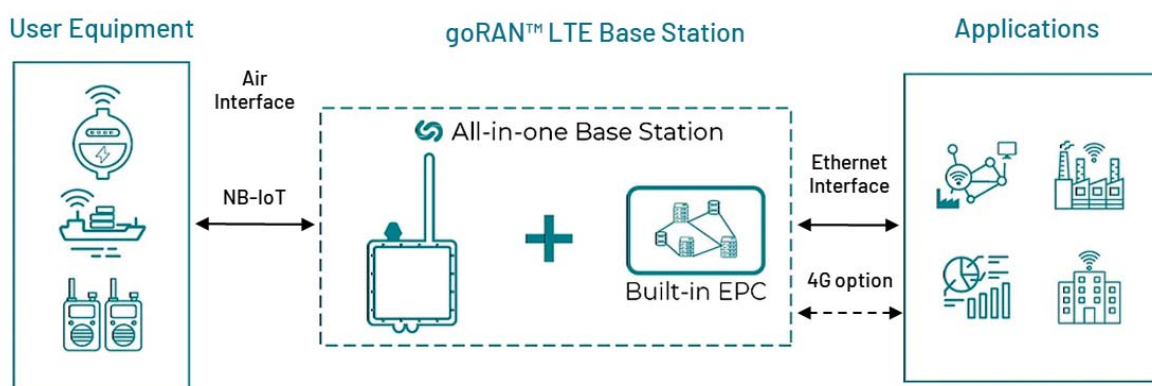 User Equipment
goRAN™ LTE Base Station
Applications
Air
Interface
All-in-one Base Station
Ethernet
Interface
NB-IoT
4G option
Built-in EPC